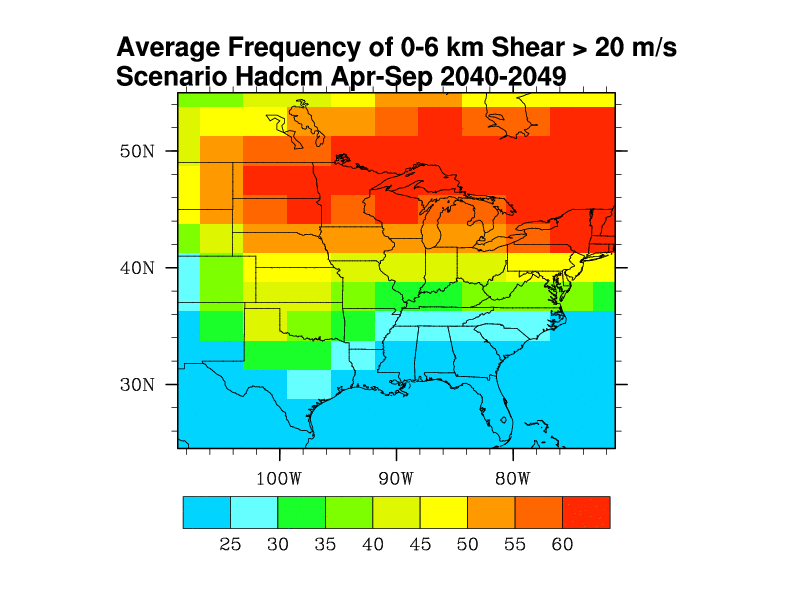 Average Frequency of 0-6 km Shear > 20 m/s
Scenario Hadcm Apr-Sep 2040-2049
50N
40N
30N
100W 90W 80W
25 30 35 40 45 50 55 60